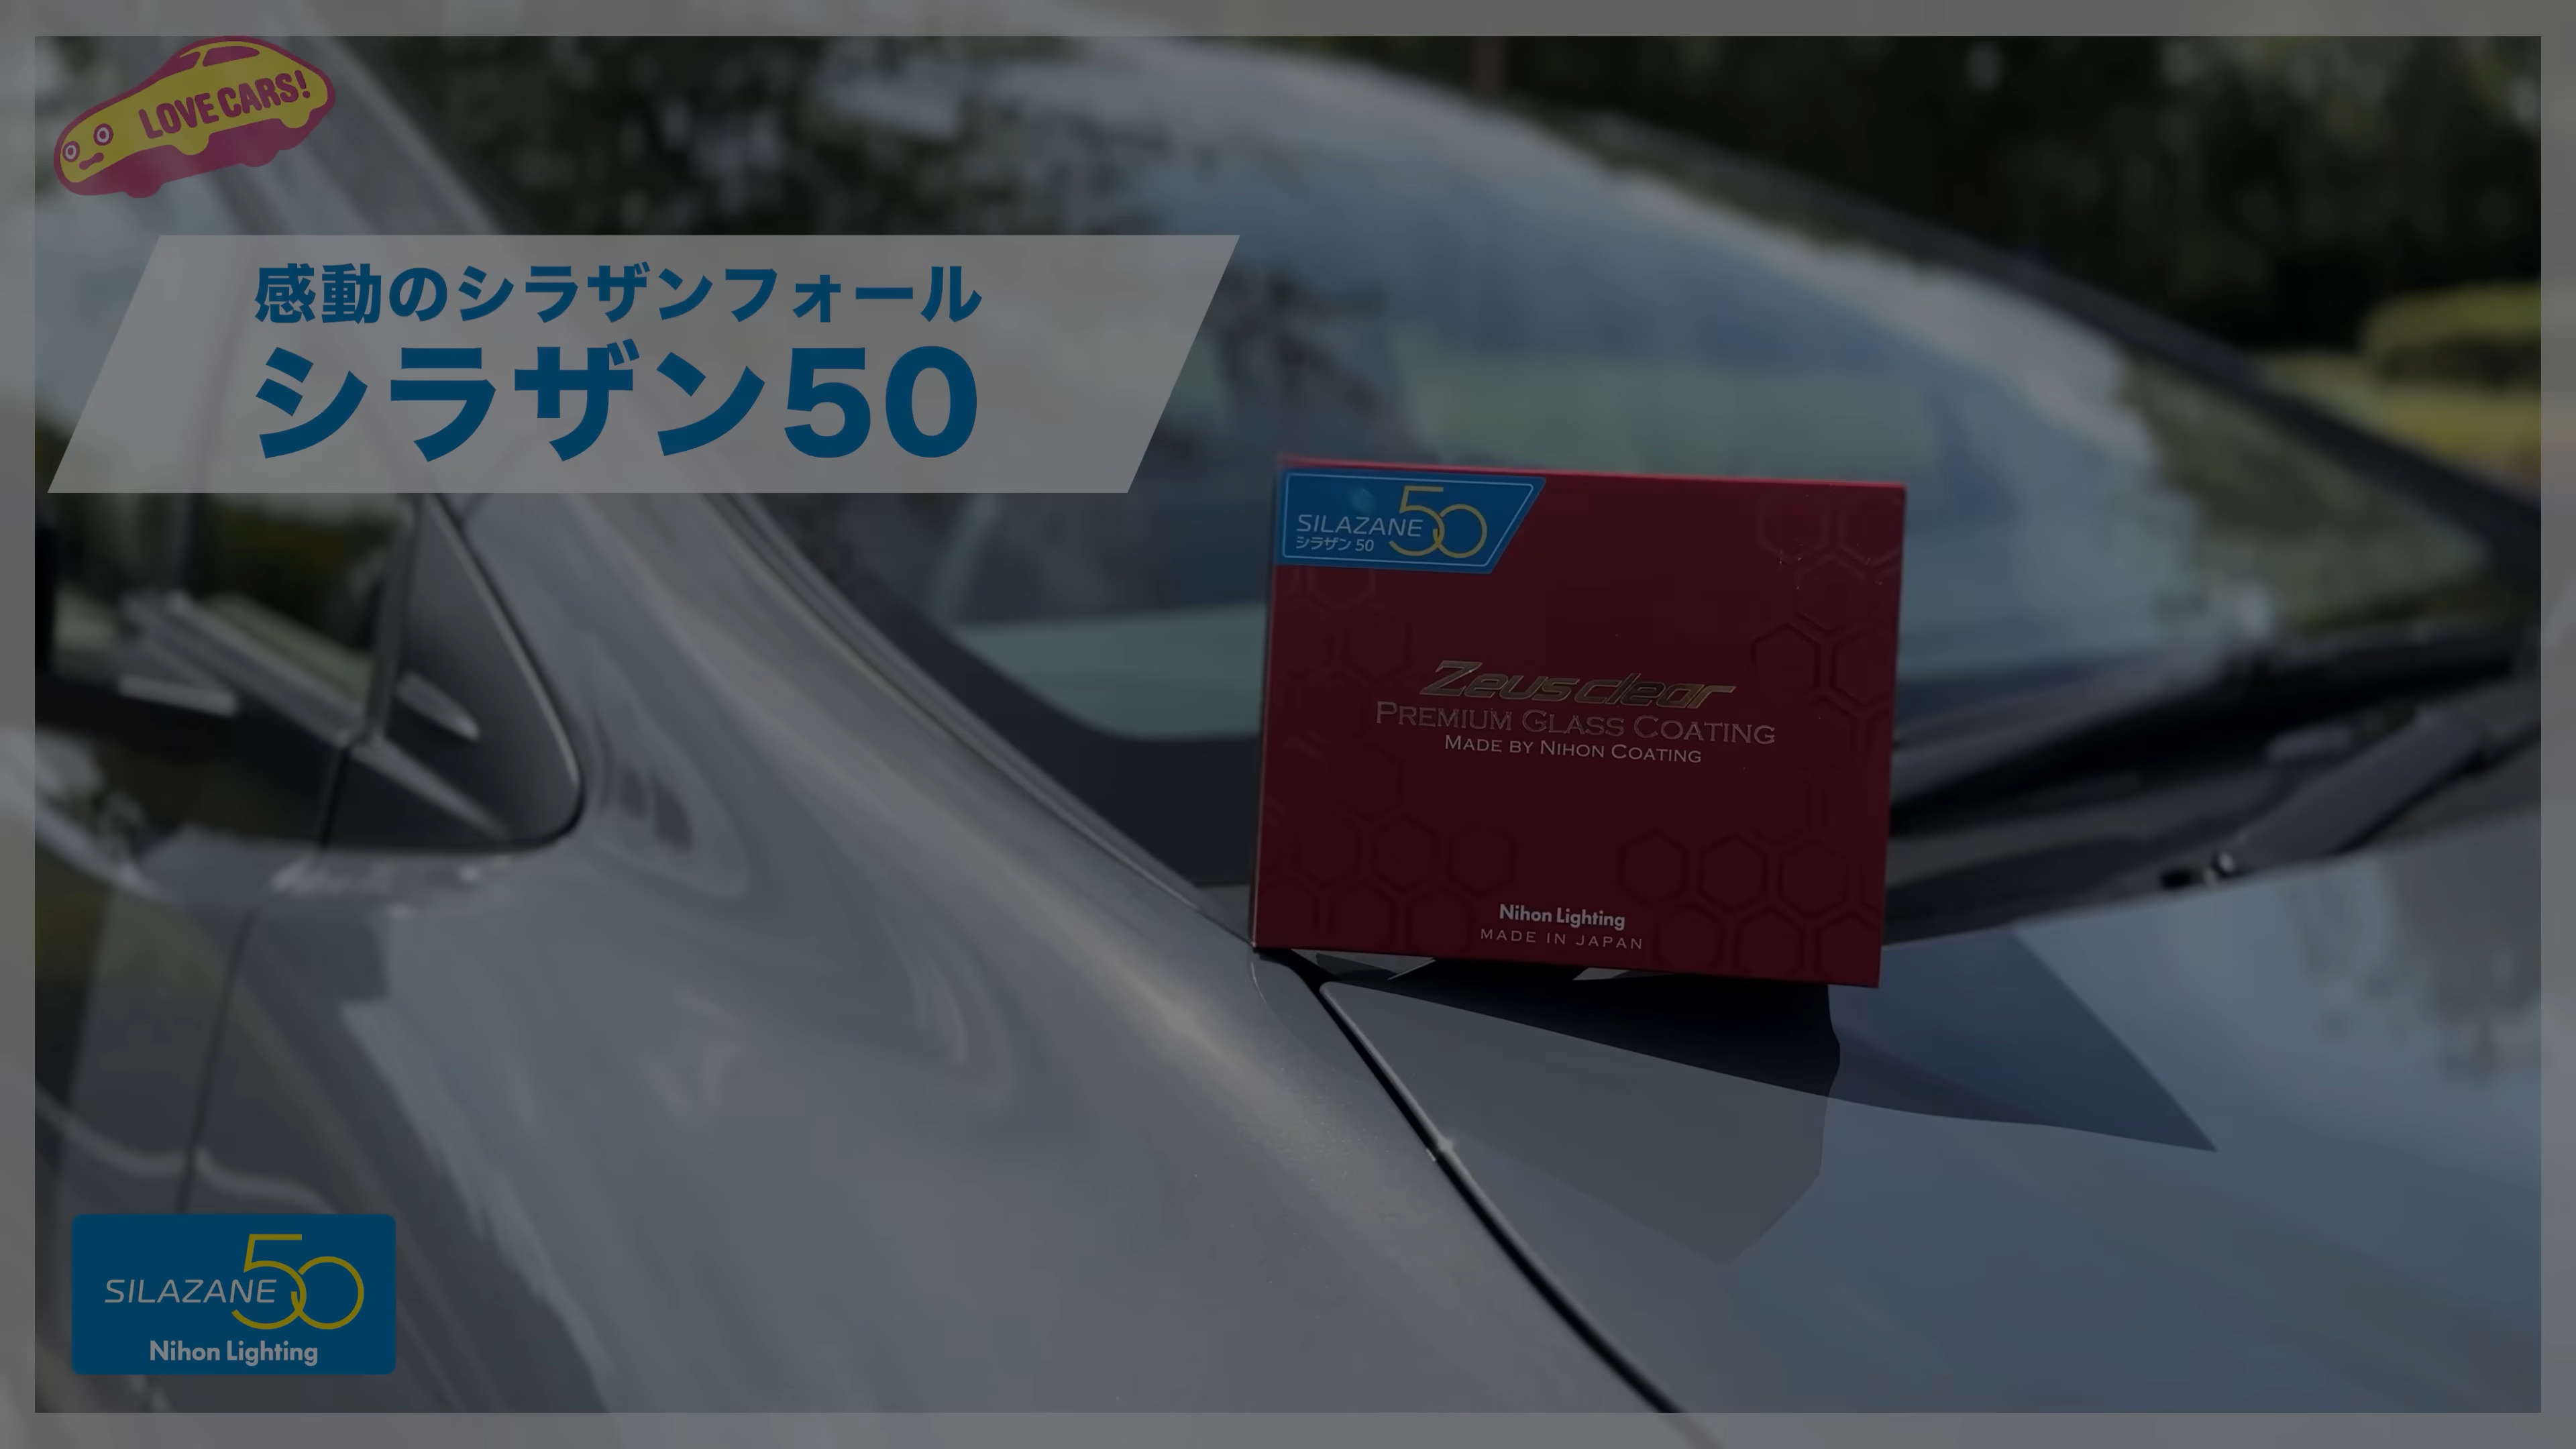 LOVE CARS!
感動のシラザンフォール
シラザン50
SILAZANE 50
シラザン 50
Zeus clear
PREMIUM GLASS COATING
MADE BY NIHON COATING
Nihon Lighting
MADE IN JAPAN
SILAZANE 50
Nihon Lighting